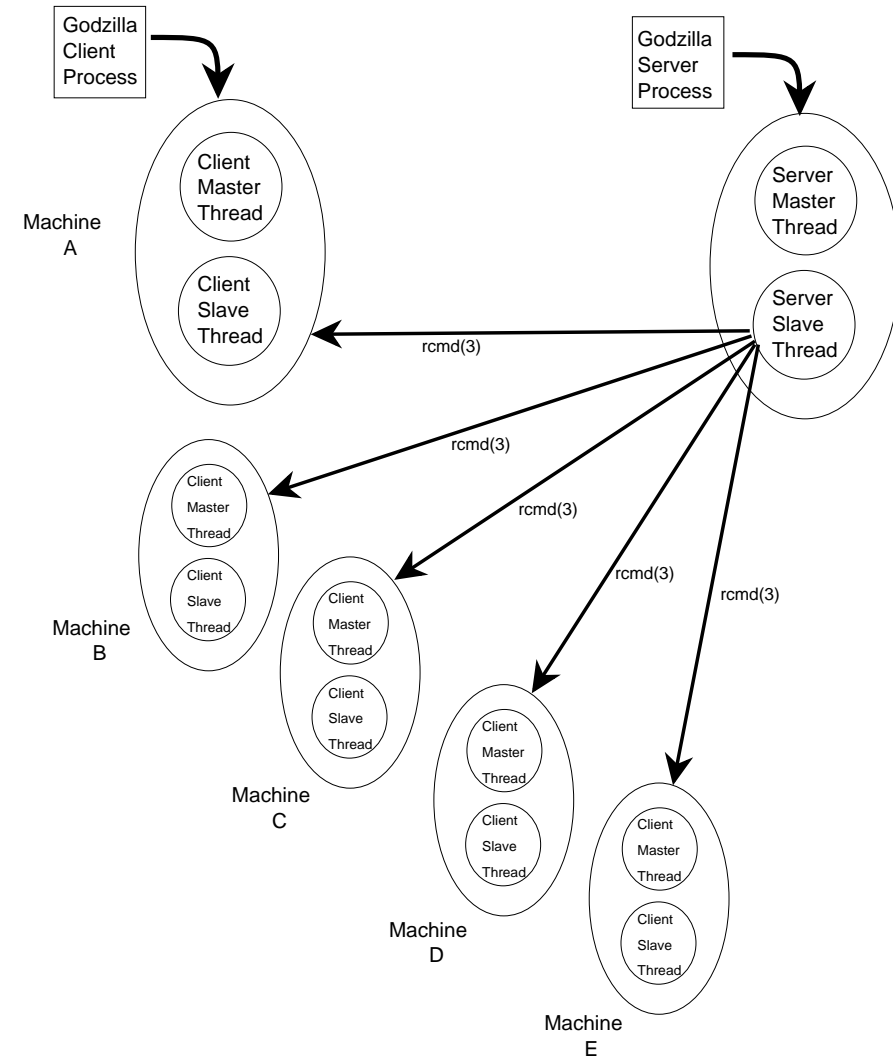 Godzilla
Client
Process
Godzilla
Server
Process
Client
Master
Thread
Client
Slave
Thread
Machine
A
Server
Master
Thread
Server
Slave
Thread
rcmd(3)
rcmd(3)
rcmd(3)
rcmd(3)
rcmd(3)
Client
Master
Thread
Client
Slave
Thread
Machine
B
Client
Master
Thread
Client
Slave
Thread
Machine
C
Client
Master
Thread
Client
Slave
Thread
Machine
D
Client
Master
Thread
Client
Slave
Thread
Machine
E